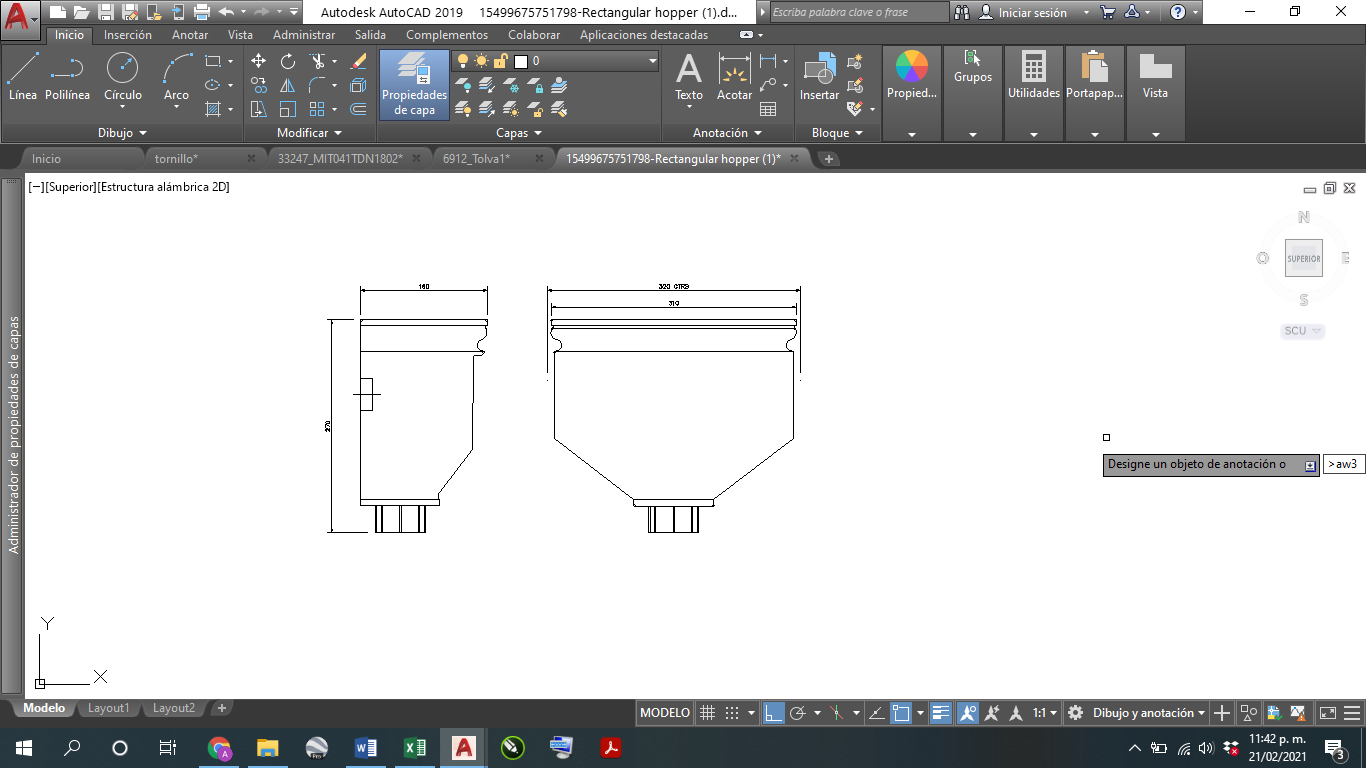 Autodesk AutoCAD 2019 15499675751798-Rectangular hopper (1).d...
Escriba palabra clave o frase
Iniciar sesión
Inicio Inserción Anotar Vista Administrar Salida Complementos Colaborar Aplicaciones destacadas
0
Línea Polilínea Círculo Arco
Propiedades
de capa
Texto Acotar
Insertar
Propied...
Grupos
Utilidades
Portapap...
Vista
Dibujo Modificar Capas Anotación Bloque
Inicio tornillo* 33247_MIT041TDN1802* 6912_Tolva1* 15499675751798-Rectangular hopper (1)*
[−][Superior][Estructura alámbrica 2D]
Administrador de propiedades de capas
N
O SUPERIOR E
S
SCU
160
320 CTRS
310
270
Designe un objeto de anotación o >aw3
Y
X
Modelo Layout1 Layout2
MODELO 1:1 Dibujo y anotación
11:42 p. m.
21/02/2021
3